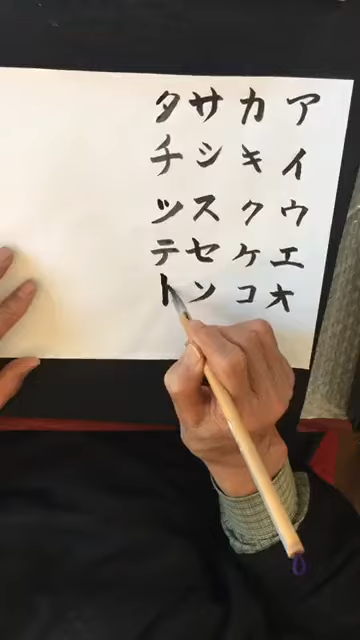 アイウエオ
カキクケコ
サシスセソ
タチツテト